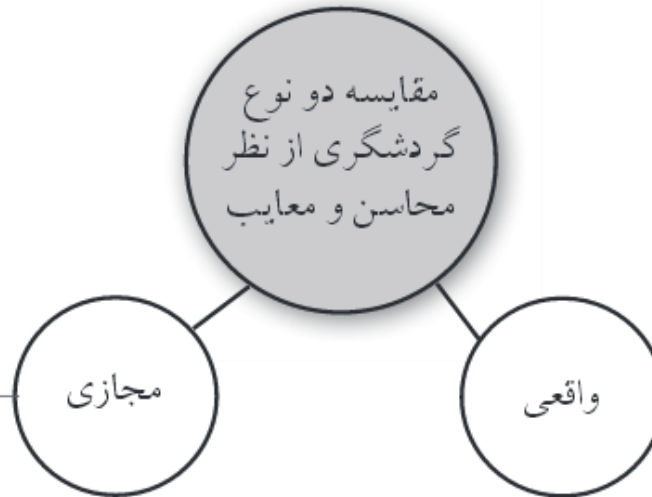 مقایسه دو نوع
گردشگری از نظر
محاسن و معایب
واقعی
مجازی